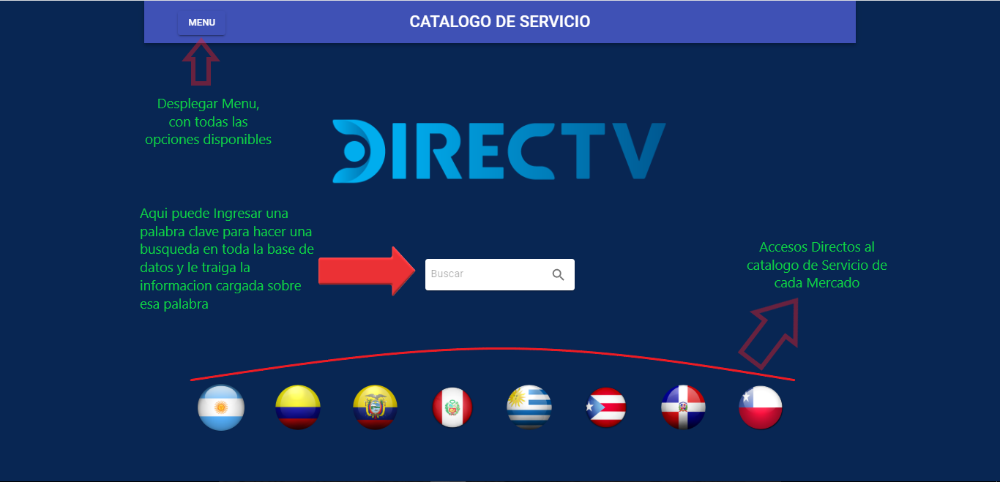 MENU
CATALOGO DE SERVICIO
Desplegar Menu,
con todas las
opciones disponibles
DIRECTV
Aqui puede Ingresar una
palabra clave para hacer una
busqueda en toda la base de
datos y le traiga la
informacion cargada sobre
esa palabra
Buscar
Accesos Directos al
catalogo de Servicio de
cada Mercado